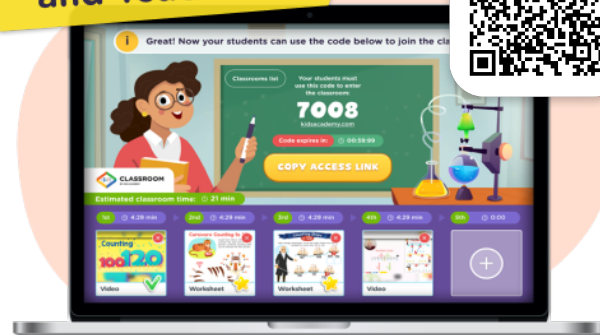 and
Great! Now your students can use the code below to join the cla
Classrooms list
Your students must
use this code to enter
the classroom:
7008
kidsacademy.com
Code expires in: 00:59:99
COPY ACCESS LINK
CLASSROOM
Estimated classroom time: 21 min
1st 4:29 min 2nd 4:29 min 3rd 4:29 min 4th 4:29 min 5th 0:00
Counting
100 120
Video
Worksheet
Worksheet
Video